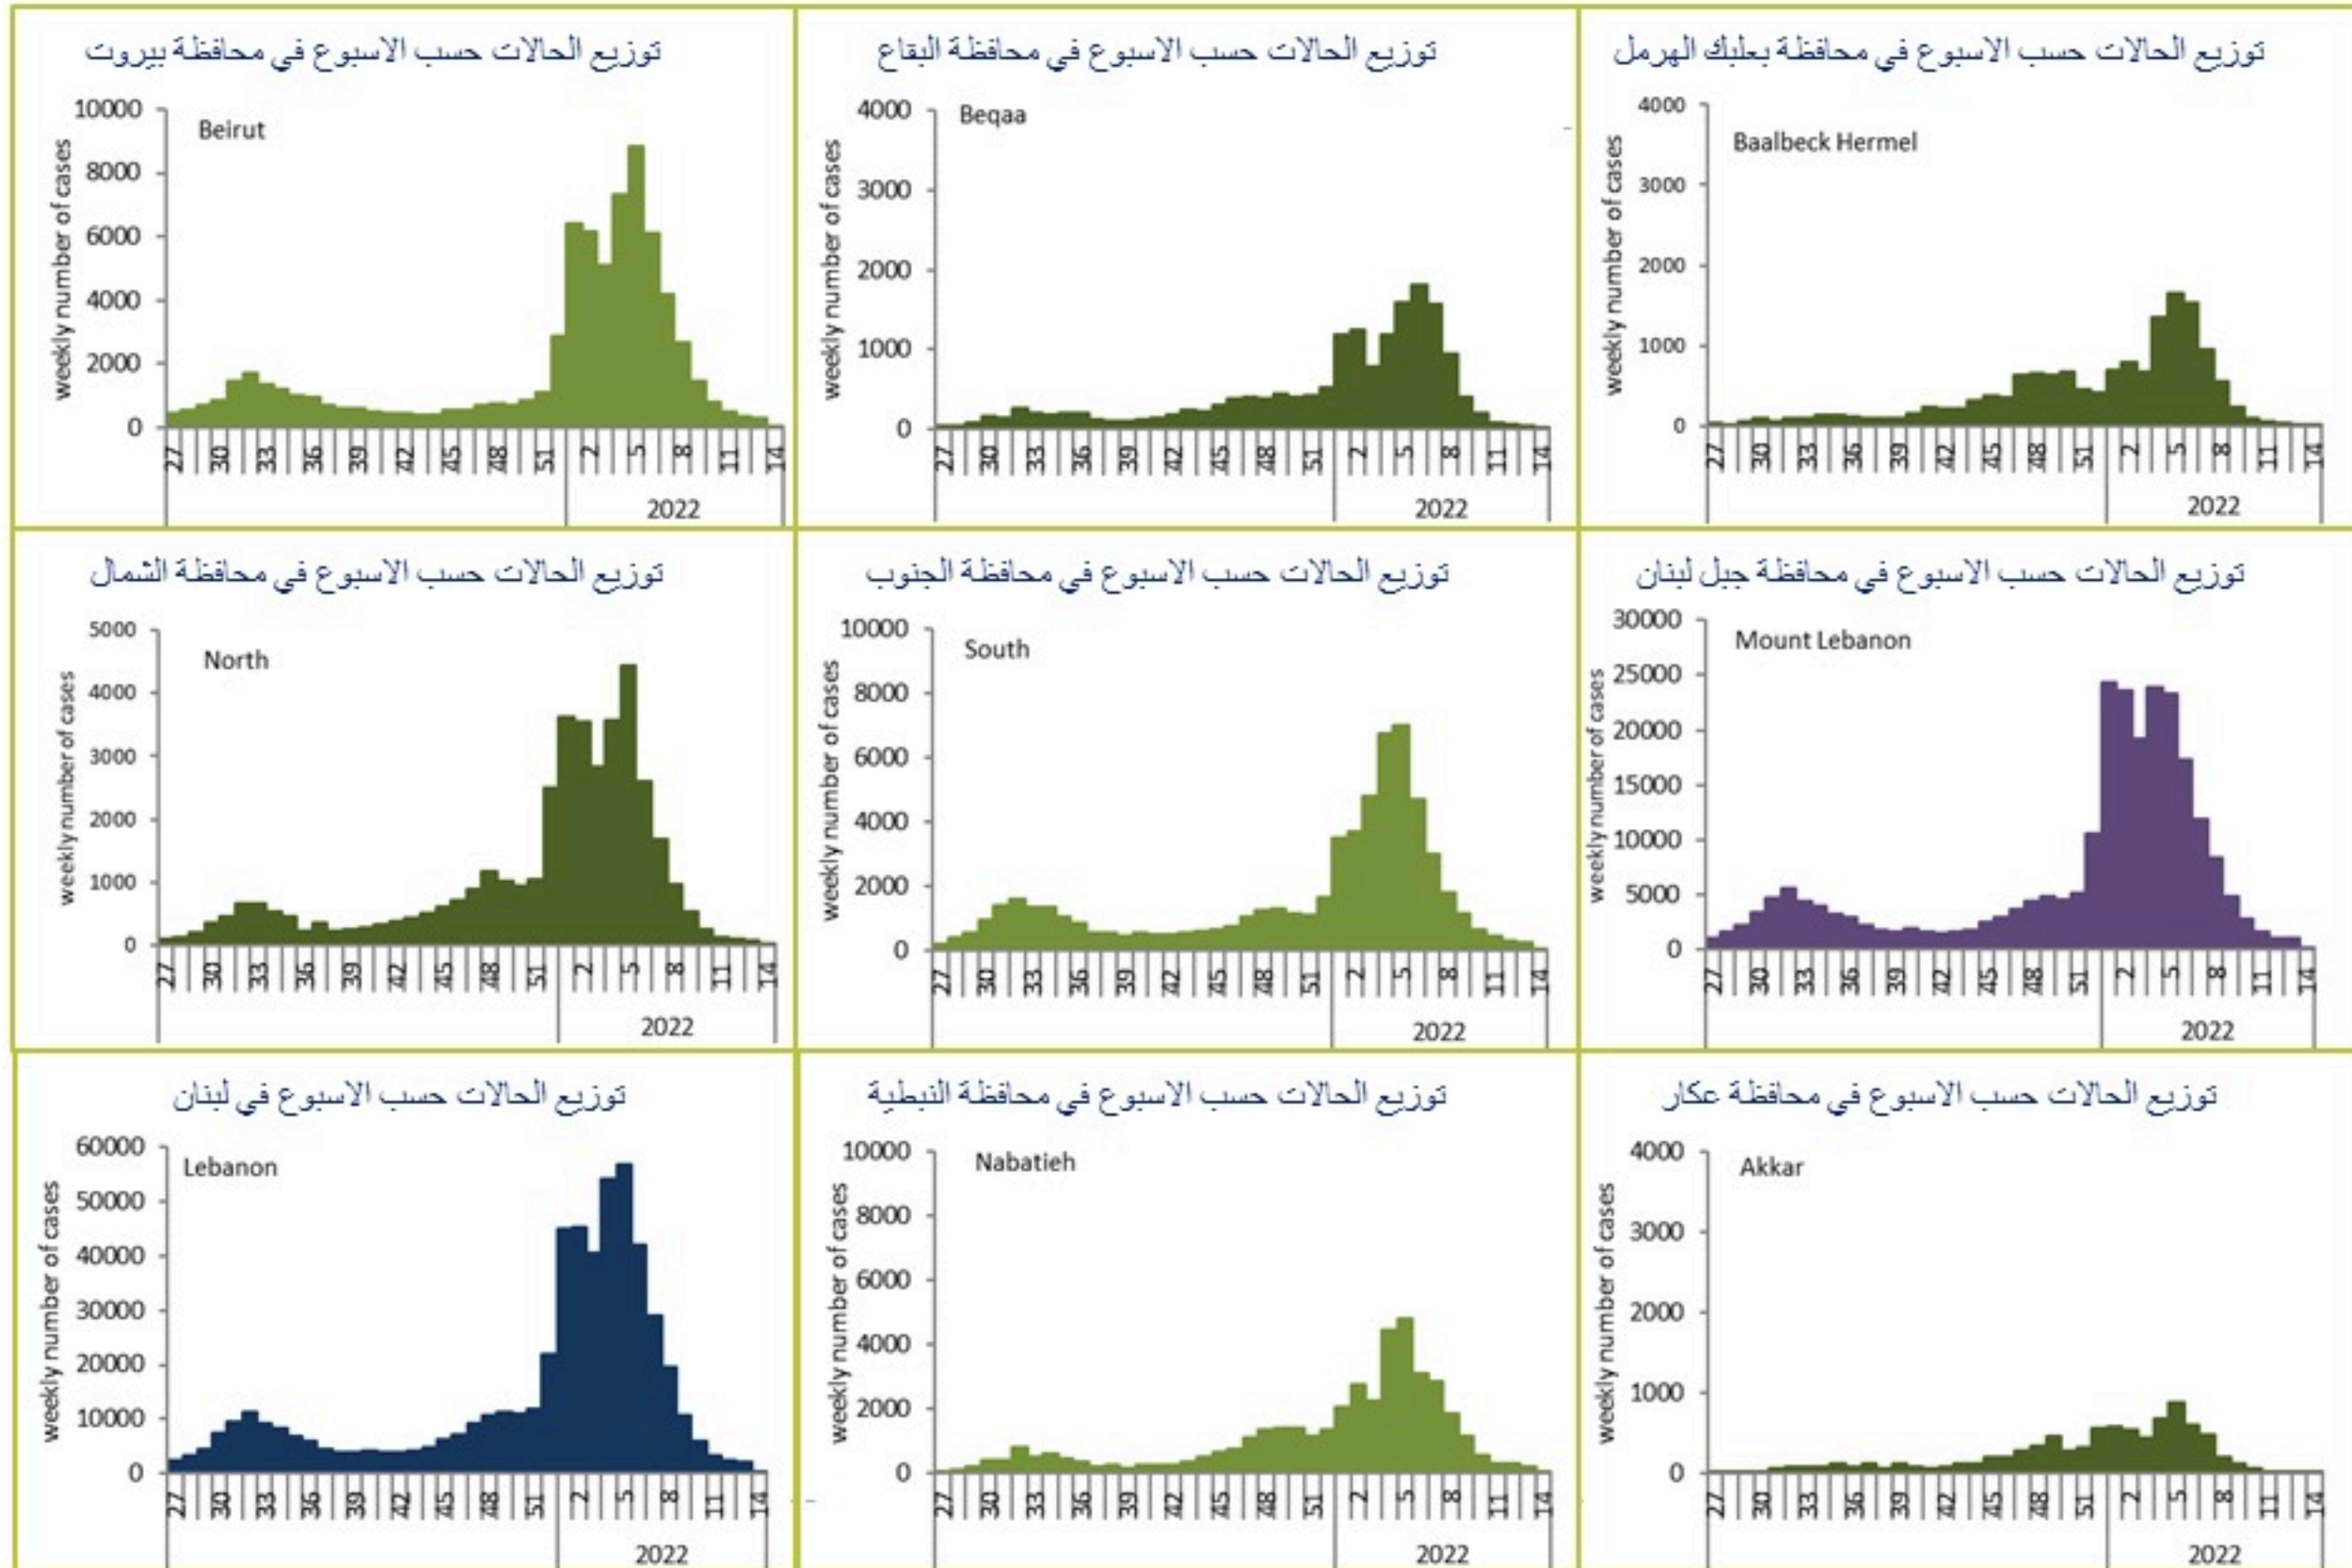 توزيع الحالات حسب الاسبوع في محافظة بيروت
Beirut
weekly number of cases
10000
8000
6000
4000
2000
0
27 30 33 36 39 42 45 48 51 2 5 8 11 14
2022
توزيع الحالات حسب الاسبوع في محافظة البقاع
Beqaa
weekly number of cases
4000
3000
2000
1000
0
27 30 33 36 39 42 45 48 51 2 5 8 11 14
2022
توزيع الحالات حسب الاسبوع في محافظة بعلبك الهرمل
Baalbeck Hermel
weekly number of cases
4000
3000
2000
1000
0
27 30 33 36 39 42 45 48 51 2 5 8 11 14
2022
توزيع الحالات حسب الاسبوع في محافظة الشمال
North
weekly number of cases
5000
4000
3000
2000
1000
0
27 30 33 36 39 42 45 48 51 2 5 8 11 14
2022
توزيع الحالات حسب الاسبوع في محافظة الجنوب
South
weekly number of cases
10000
8000
6000
4000
2000
0
27 30 33 36 39 42 45 48 51 2 5 8 11 14
2022
توزيع الحالات حسب الاسبوع في محافظة جبل لبنان
Mount Lebanon
weekly number of cases
30000
25000
20000
15000
10000
5000
0
27 30 33 36 39 42 45 48 51 2 5 8 11 14
2022
توزيع الحالات حسب الاسبوع في لبنان
Lebanon
weekly number of cases
60000
50000
40000
30000
20000
10000
0
27 30 33 36 39 42 45 48 51 2 5 8 11 14
2022
توزيع الحالات حسب الاسبوع في محافظة النبطية
Nabatieh
weekly number of cases
10000
8000
6000
4000
2000
0
27 30 33 36 39 42 45 48 51 2 5 8 11 14
2022
توزيع الحالات حسب الاسبوع في محافظة عكار
Akkar
weekly number of cases
4000
3000
2000
1000
0
27 30 33 36 39 42 45 48 51 2 5 8 11 14
2022